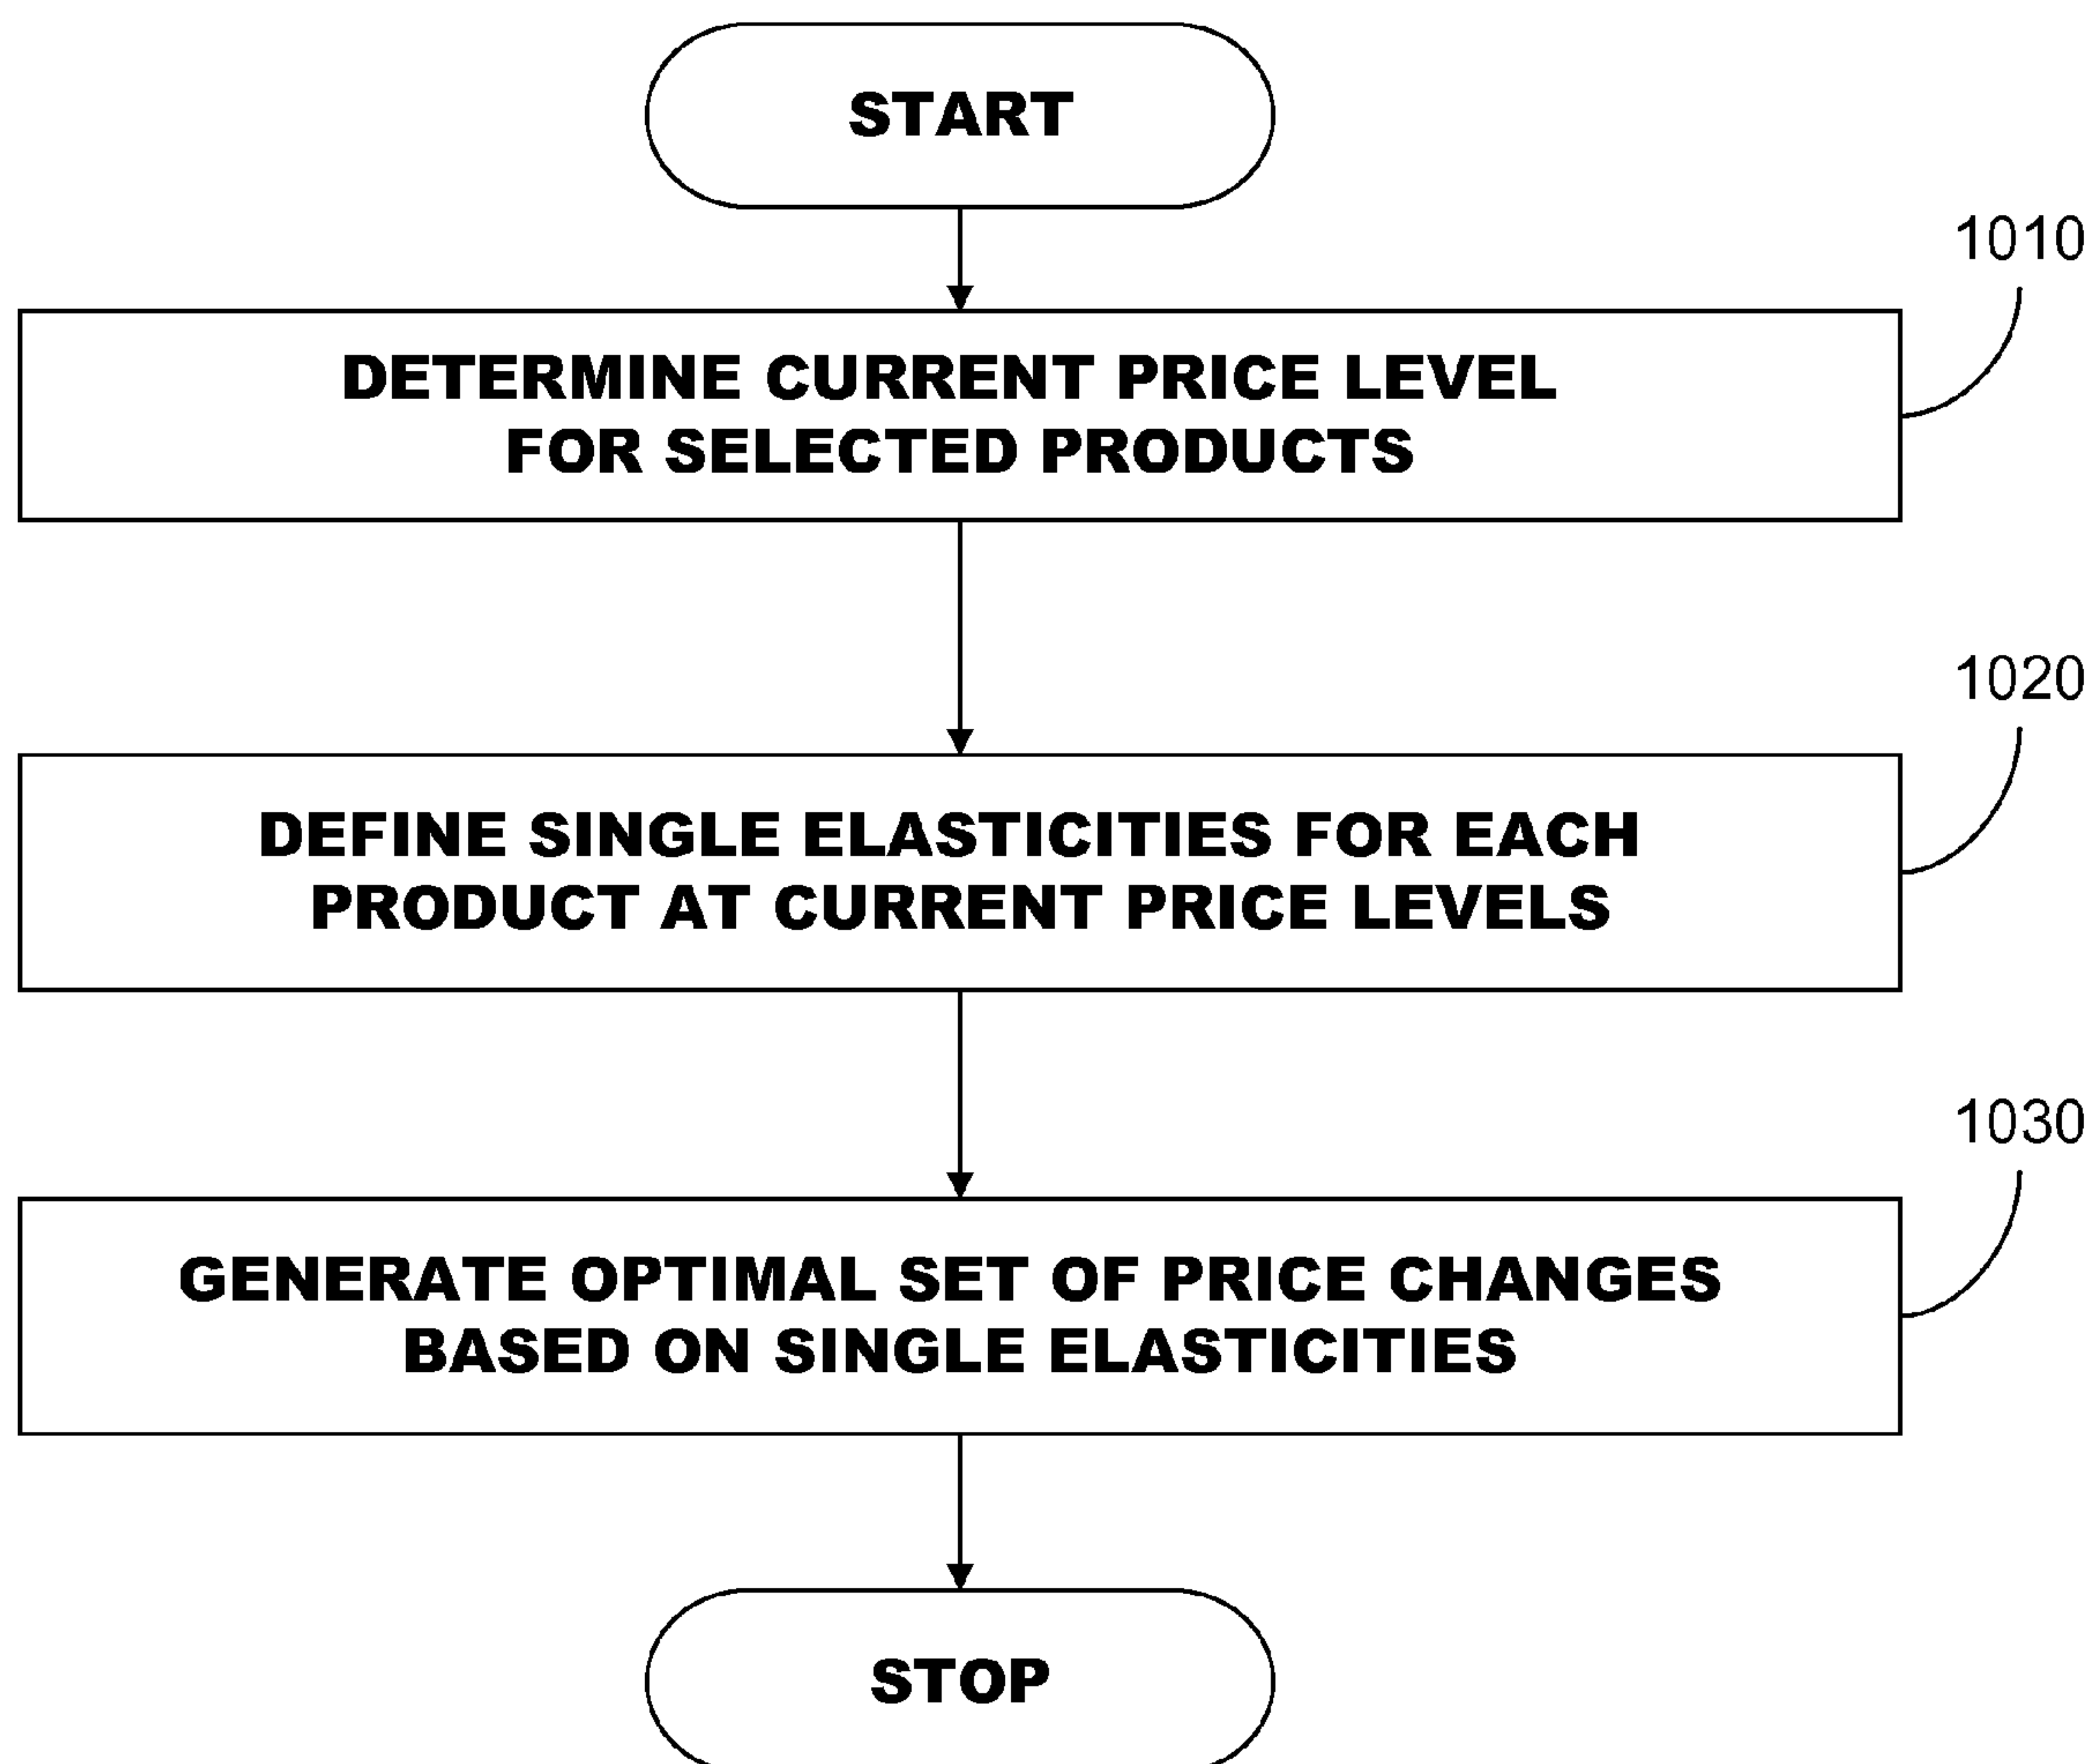 START
1010
DETERMINE CURRENT PRICE LEVEL
FOR SELECTED PRODUCTS
1020
DEFINE SINGLE ELASTICITIES FOR EACH
PRODUCT AT CURRENT PRICE LEVELS
1030
GENERATE OPTIMAL SET OF PRICE CHANGES
BASED ON SINGLE ELASTICITIES
STOP